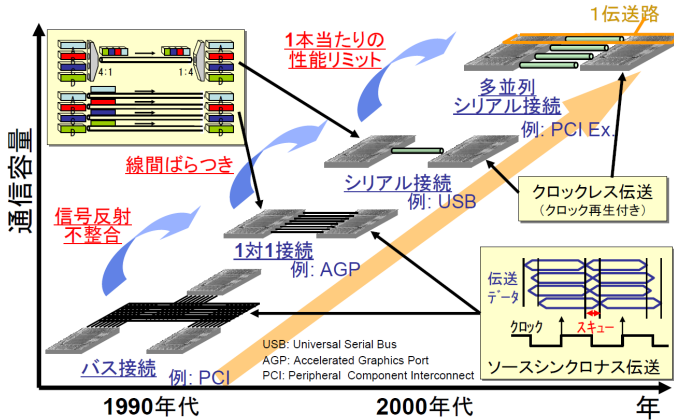 1伝送路
1本当たりの
性能リミット
A
A
B
B
4:1
1:4
D
D
A
A
B
B
D
D
多並列
シリアル接続
例: PCI Ex.
線間ばらつき
シリアル接続
例: USB
クロックレス伝送
(クロック再生付き)
通信容量
信号反射
不整合
1対1接続
例: AGP
伝送
データ
クロック
スキュー
ソースシンクロナス伝送
バス接続
例: PCI
USB: Universal Serial Bus
AGP: Accelerated Graphics Port
PCI: Peripheral Component Interconnect
1990年代
2000年代
年